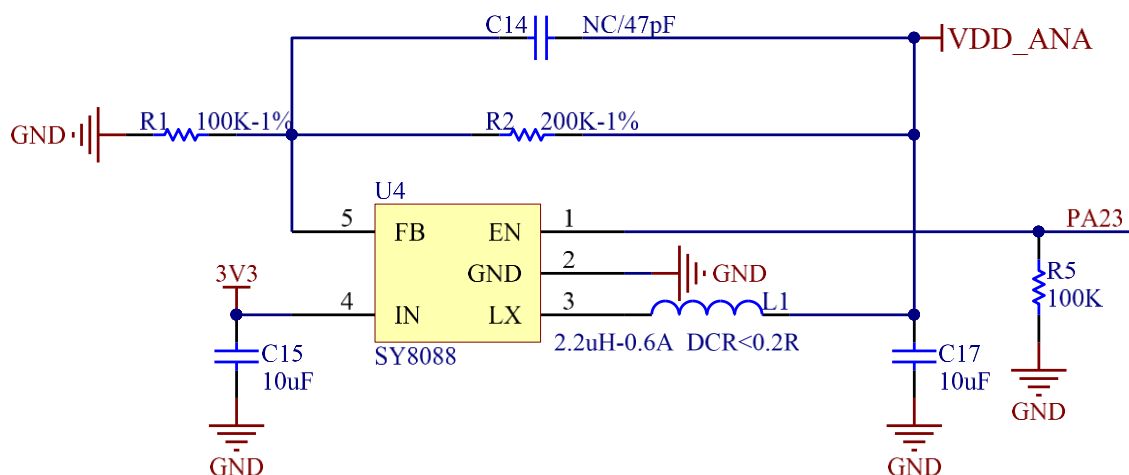 C14 NC/47pF
VDD_ANA
GND R1 100K-1% R2 200K-1%
U4
5 FB EN 1 PA23
GND 2 GND
3V3 R5
100K
4 IN LX 3 L1
SY8088 2.2uH-0.6A DCR<0.2R
C15 C17
10uF 10uF
GND
GND GND